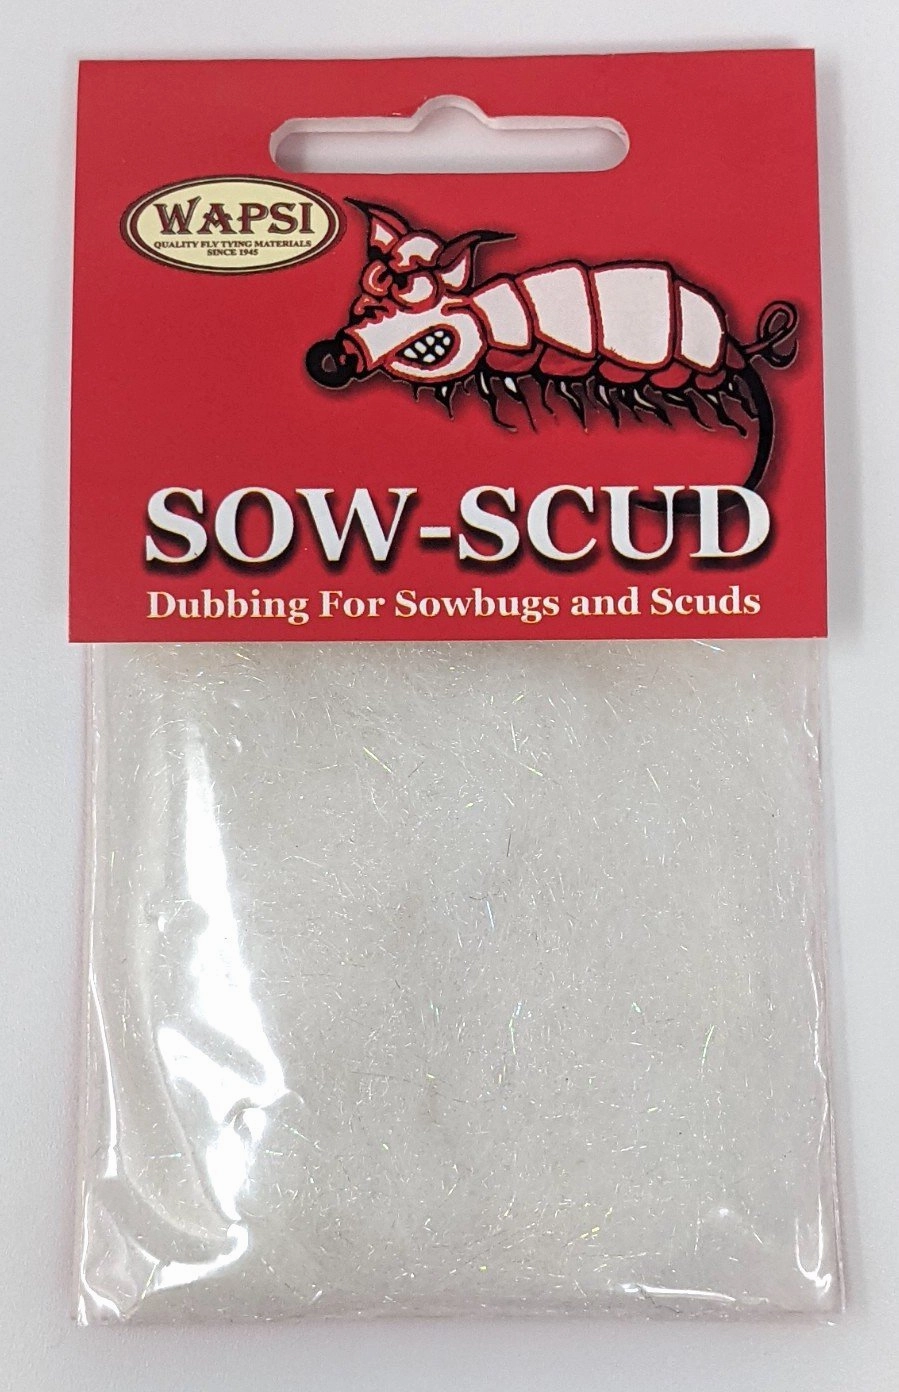 WAPSI
QUALITY FLY TYING MATERIALS
SINCE 1945
SOW-SCUD
Dubbing For Sowbugs and Scuds